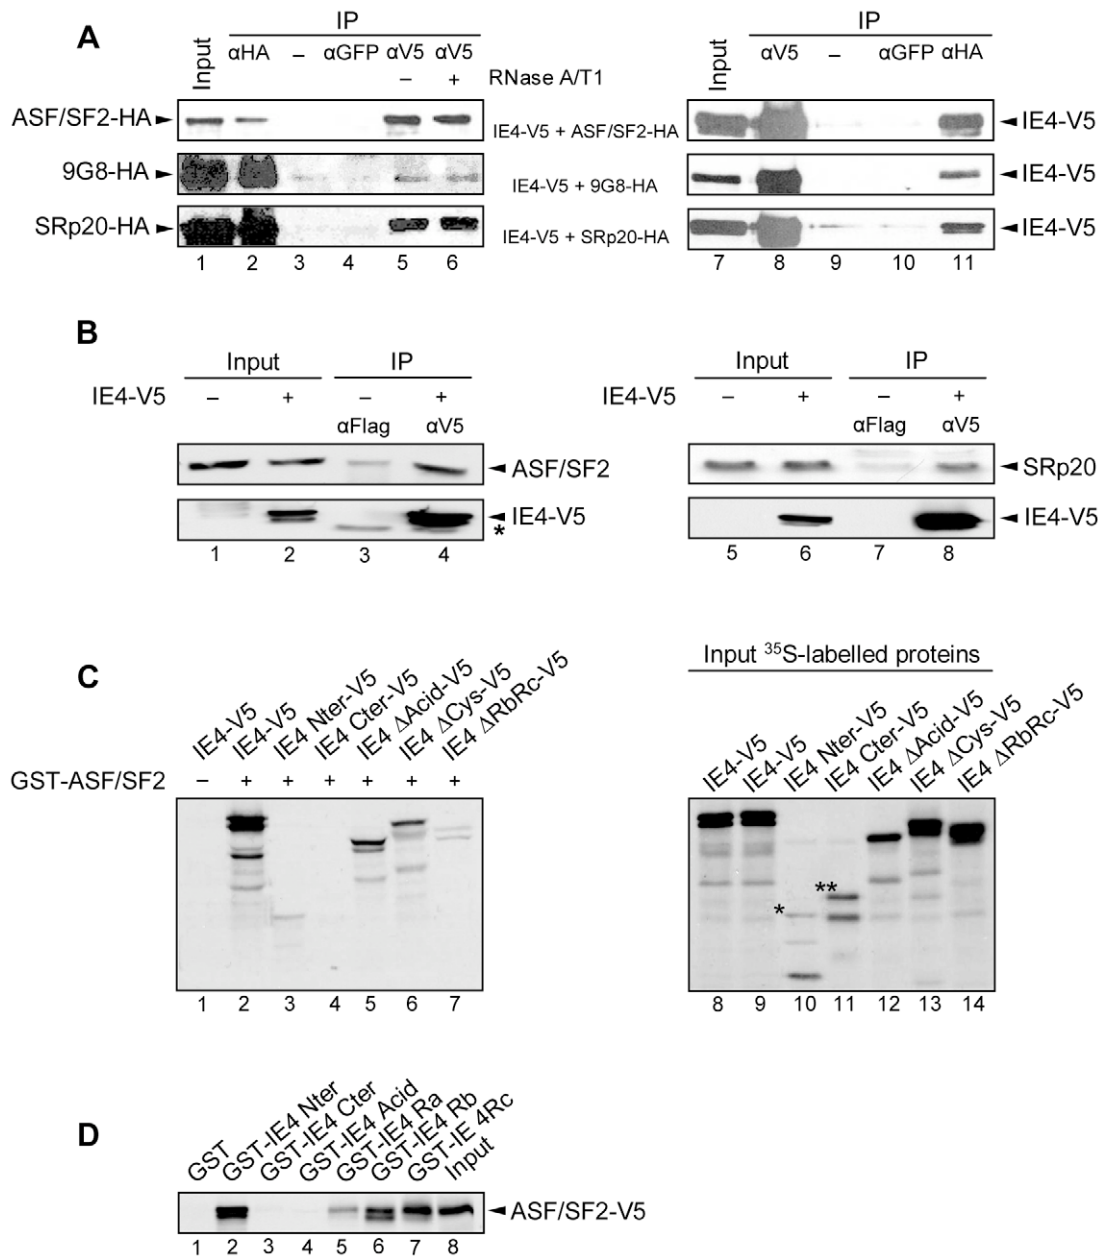 A
IP
IP
Input
αHA
–
αGFP
αV5
αV5
–
+
RNase A/T1
Input
αV5
–
αGFP
αHA
ASF/SF2-HA
IE4-V5 + ASF/SF2-HA
IE4-V5
9G8-HA
IE4-V5 + 9G8-HA
IE4-V5
SRp20-HA
IE4-V5 + SRp20-HA
IE4-V5
1 2 3 4 5 6 7 8 9 10 11
B
Input
IP
Input
IP
IE4-V5
– + – +
IE4-V5
– + – +
αFlag
αV5
αFlag
αV5
ASF/SF2
SRp20
IE4-V5
*
IE4-V5
1 2 3 4 5 6 7 8
C
IE4-V5
IE4-V5
IE4 Nter-V5
IE4 Cter-V5
IE4 ΔAcid-V5
IE4 ΔCys-V5
IE4 ΔRbRc-V5
Input 35S-labelled proteins
IE4-V5
IE4-V5
IE4 Nter-V5
IE4 Cter-V5
IE4 ΔAcid-V5
IE4 ΔCys-V5
IE4 ΔRbRc-V5
GST-ASF/SF2
– + + + + + +
**
*
1 2 3 4 5 6 7 8 9 10 11 12 13 14
D
GST
GST-IE4 Nter
GST-IE4 Cter
GST-IE4 Acid
GST-IE4 Ra
GST-IE4 Rb
GST-IE 4Rc
Input
ASF/SF2-V5
1 2 3 4 5 6 7 8